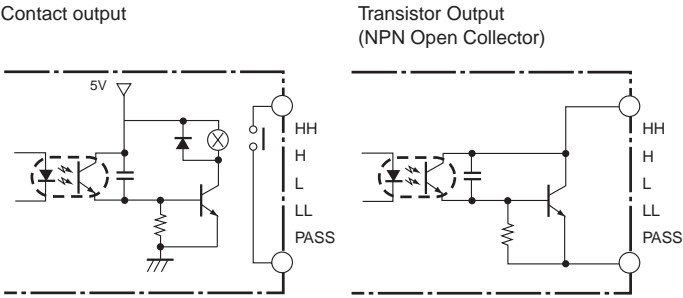 Contact output
Transistor Output
(NPN Open Collector)
5V
HH
H
L
LL
PASS
HH
H
L
LL
PASS